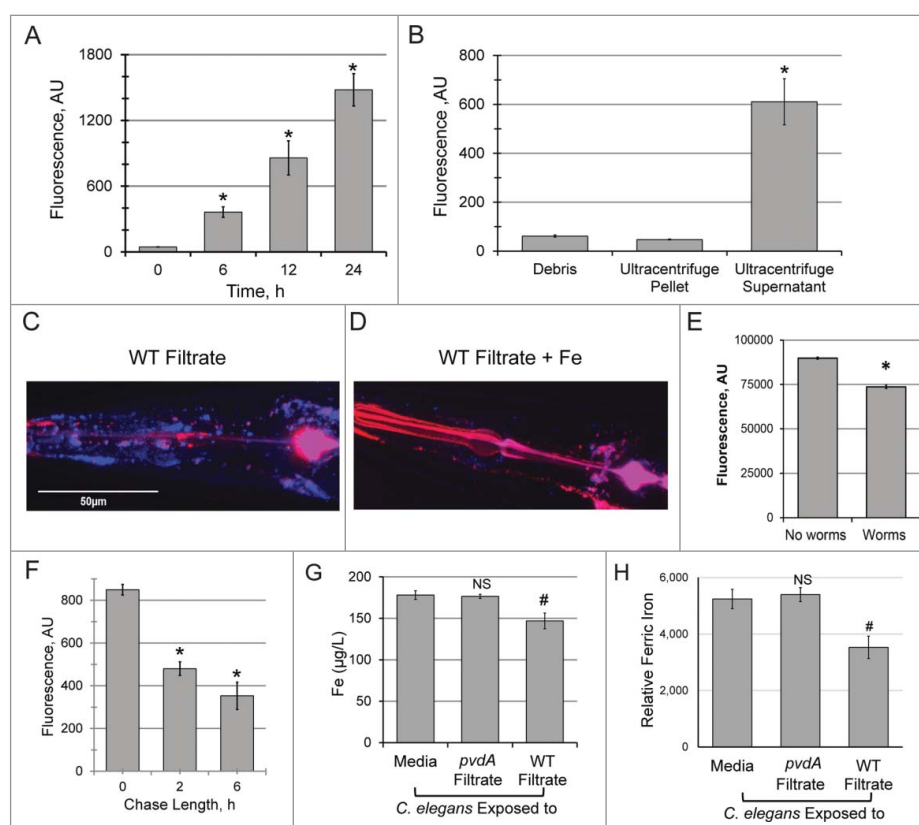 A
Fluorescence, AU
1800
1200
600
0
*
*
*
0 6 12 24
Time, h
B
Fluorescence ,AU
800
600
400
200
0
*
Debris Ultracentrifuge Ultracentrifuge
Pellet Supernatant
C
WT Filtrate
50µm
D
WT Filtrate + Fe
E
Fluorescence, AU
100000
75000
50000
25000
0
*
No worms Worms
F
Fluorescence, AU
800
600
400
200
0
*
*
0 2 6
Chase Length, h
G
Fe (µg/L)
200
150
100
50
0
NS
#
Media pvdA WT
Filtrate Filtrate
C. elegans Exposed to
H
Relative Ferric Iron
6,000
4,000
2,000
0
NS
#
Media pvdA WT
Filtrate Filtrate
C. elegans Exposed to